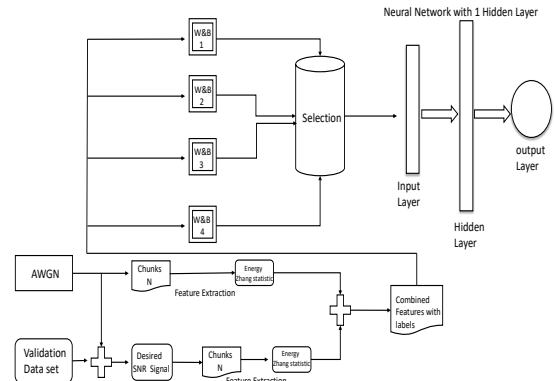 Neural Network with 1 Hidden Layer
W&B
1
W&B
2
Selection
W&B
3
output
Layer
Input
Layer
W&B
4
Hidden
Layer
AWGN
Chunks
N
Energy
Zhang statistic
Feature Extraction
Combined
Features with
labels
Validation
Data set
Desired
SNR Signal
Chunks
N
Energy
Zhang statistic
Feature Extraction